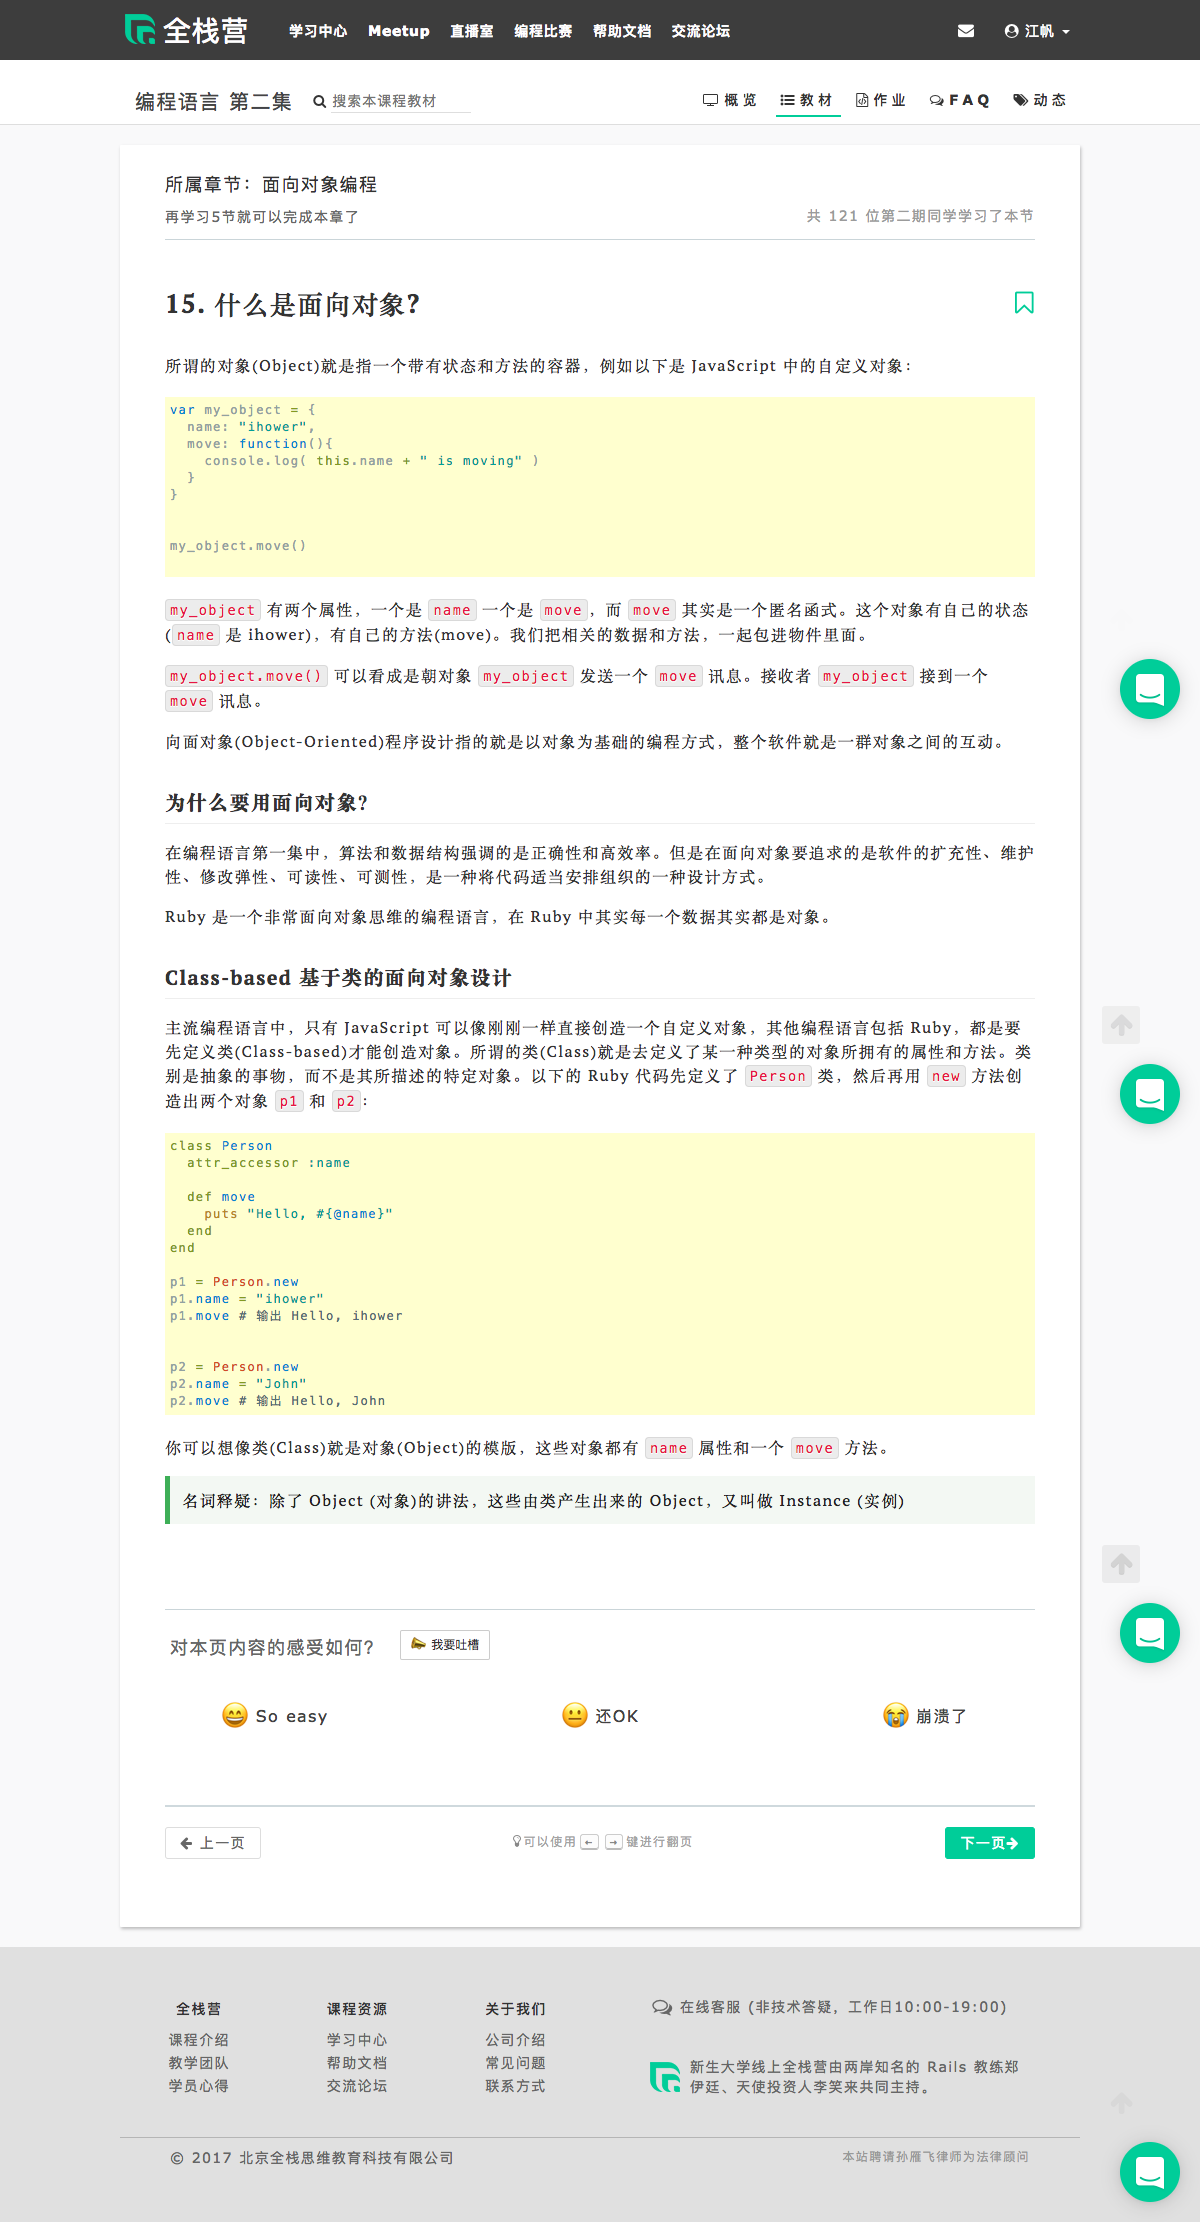 全栈营 学习中心 Meetup 直播室 编程比赛 帮助文档 交流论坛 江帆
编程语言 第二集 搜索本课程教材 概览 教材 作业 FAQ 动态
所属章节：面向对象编程
再学习5节就可以完成本章了 共 121 位第二期同学学习了本节
15. 什么是面向对象？
所谓的对象(Object)就是指一个带有状态和方法的容器，例如以下是 JavaScript 中的自定义对象：
var my_object = {
  name: "ihower",
  move: function(){
    console.log( this.name + " is moving" )
  }
}
my_object.move()
my_object 有两个属性，一个是 name 一个是 move，而 move 其实是一个匿名函式。这个对象有自己的状态
(name 是 ihower)，有自己的方法(move)。我们把相关的数据和方法，一起包进物件里面。
my_object.move() 可以看成是朝对象 my_object 发送一个 move 讯息。接收者 my_object 接到一个
move 讯息。
向面对象(Object-Oriented)程序设计指的就是以对象为基础的编程方式，整个软件就是一群对象之间的互动。
为什么要用面向对象？
在编程语言第一集中，算法和数据结构强调的是正确性和高效率。但是在面向对象要追求的是软件的扩充性、维护
性、修改弹性、可读性、可测性，是一种将代码适当安排组织的一种设计方式。
Ruby 是一个非常面向对象思维的编程语言，在 Ruby 中其实每一个数据其实都是对象。
Class-based 基于类的面向对象设计
主流编程语言中，只有 JavaScript 可以像刚刚一样直接创造一个自定义对象，其他编程语言包括 Ruby，都是要
先定义类(Class-based)才能创造对象。所谓的类(Class)就是去定义了某一种类型的对象所拥有的属性和方法。类
别是抽象的事物，而不是其所描述的特定对象。以下的 Ruby 代码先定义了 Person 类，然后再用 new 方法创
造出两个对象 p1 和 p2：
class Person
  attr_accessor :name
  def move
    puts "Hello, #{@name}"
  end
end
p1 = Person.new
p1.name = "ihower"
p1.move # 输出 Hello, ihower
p2 = Person.new
p2.name = "John"
p2.move # 输出 Hello, John
你可以想像类(Class)就是对象(Object)的模版，这些对象都有 name 属性和一个 move 方法。
名词释疑：除了 Object (对象)的讲法，这些由类产生出来的 Object，又叫做 Instance (实例)
对本页内容的感受如何？ 我要吐槽
So easy 还OK 崩溃了
上一页 可以使用 ← → 键进行翻页 下一页
全栈营 课程资源 关于我们 在线客服 (非技术答疑，工作日10:00-19:00)
课程介绍 学习中心 公司介绍
教学团队 帮助文档 常见问题 新生大学线上全栈营由两岸知名的 Rails 教练郑
学员心得 交流论坛 联系方式 伊廷、天使投资人李笑来共同主持。
© 2017 北京全栈思维教育科技有限公司 本站聘请孙雁飞律师为法律顾问